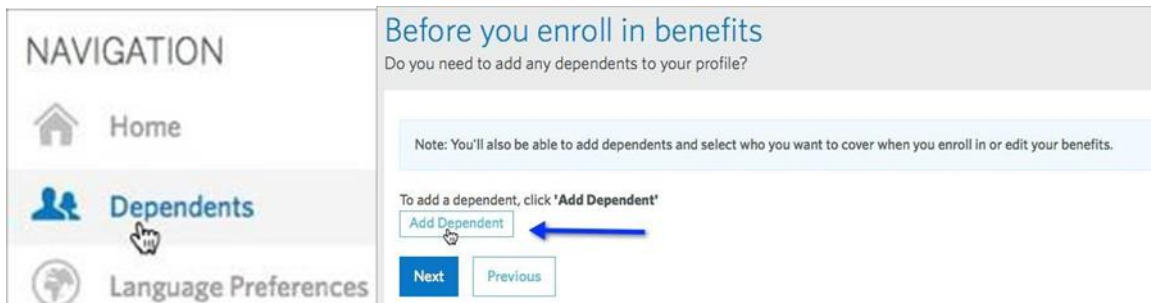 NAVIGATION
Home
Dependents
Language Preferences
Before you enroll in benefits
Do you need to add any dependents to your profile?
Note: You'll also be able to add dependents and select who you want to cover when you enroll in or edit your benefits.
To add a dependent, click 'Add Dependent'
Add Dependent
Next
Previous